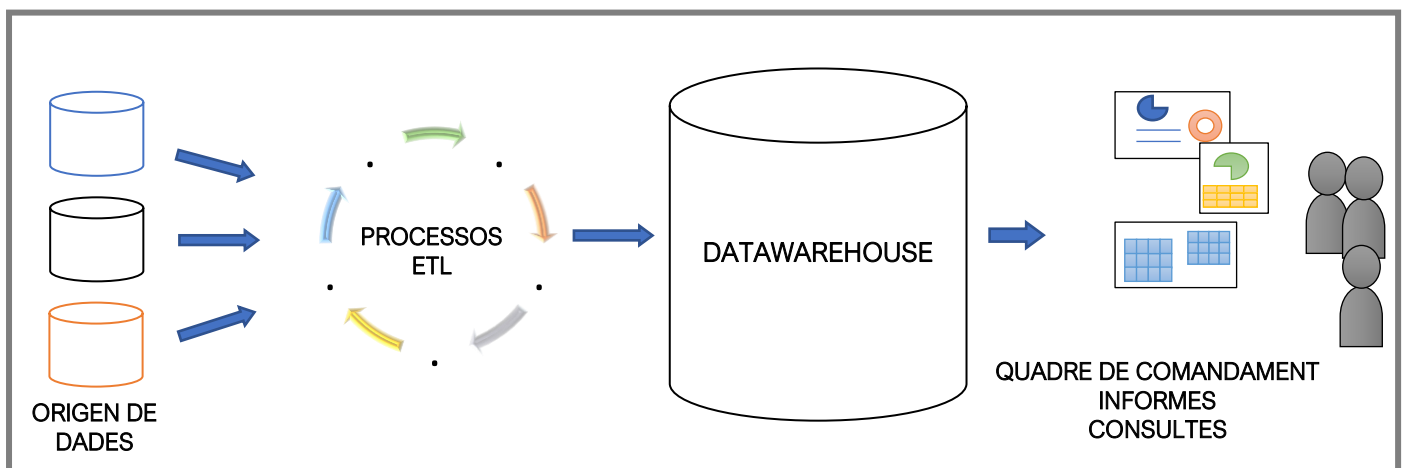 ORIGEN DE
DADES
PROCESSOS
ETL
DATAWAREHOUSE
QUADRE DE COMANDAMENT
INFORMES
CONSULTES